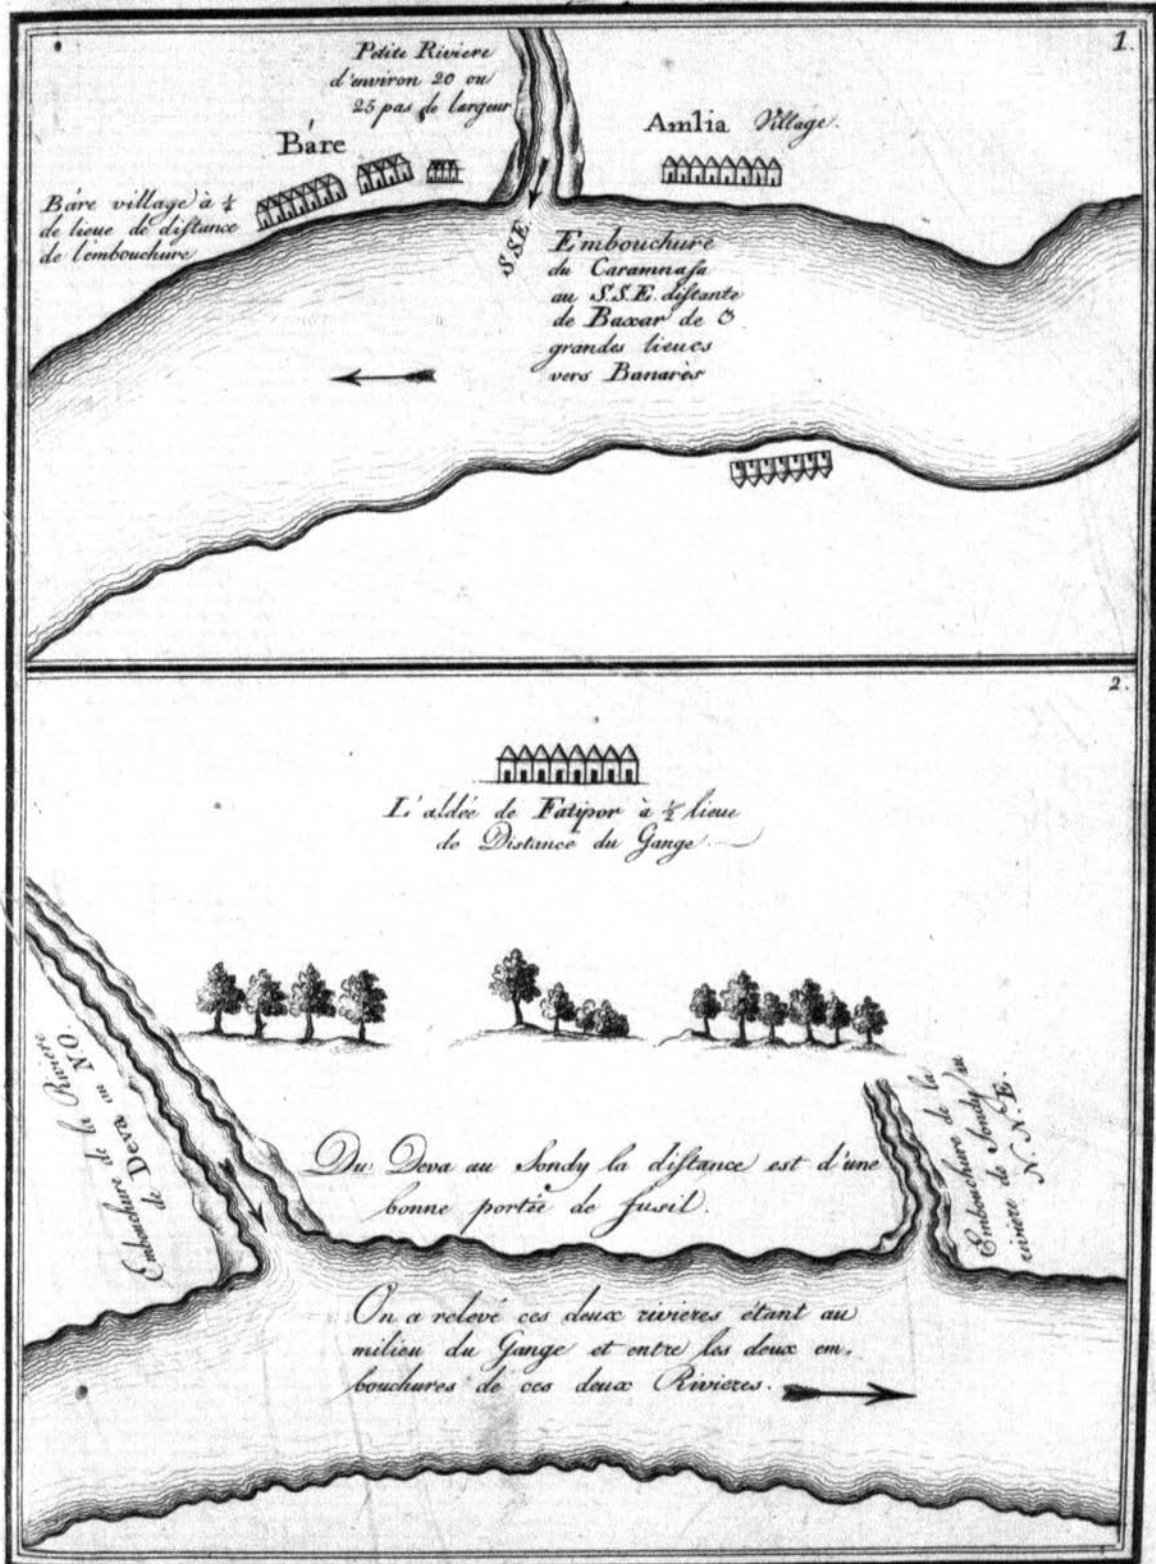 1.
Petite Riviere
d'environ 20 ou
25 pas de largeur
Báre
Amlia Village.
Báre village à ¼
de lieue de distance
de l'embouchure
SSE
Embouchure
du Caramnasa
au S.S.E. distante
de Baxar de 3
grandes lieues
vers Banarès
2.
L'aldée de Fatipor à ½ lieue
de Distance du Gange
Embouchure de la Riviere
de Deva au N.O.
Du Deva au Sondy la distance est d'une
bonne portée de fusil.
Embouchure de la
riviere de Sondy au
N. N. E.
On a relevé ces deux rivieres étant au
milieu du Gange et entre les deux em-
bouchures de ces deux Rivieres.